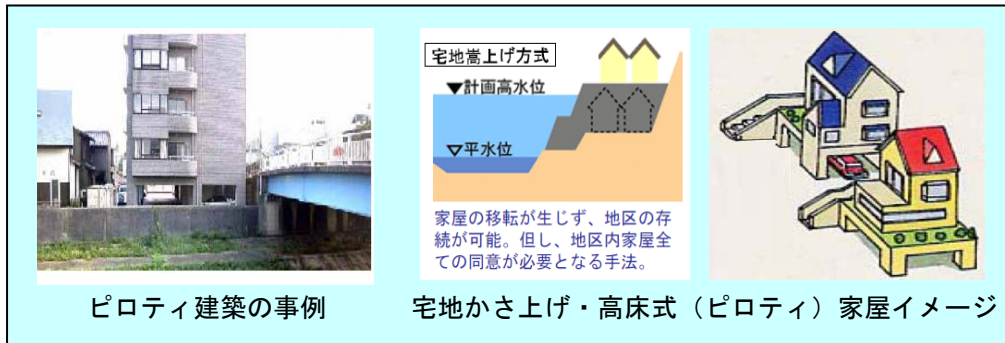 宅地嵩上げ方式
▼計画高水位
▽平水位
家屋の移転が生じず、地区の存
続が可能。但し、地区内家屋全
ての同意が必要となる手法。
ピロティ建築の事例
宅地かさ上げ・高床式（ピロティ）家屋イメージ